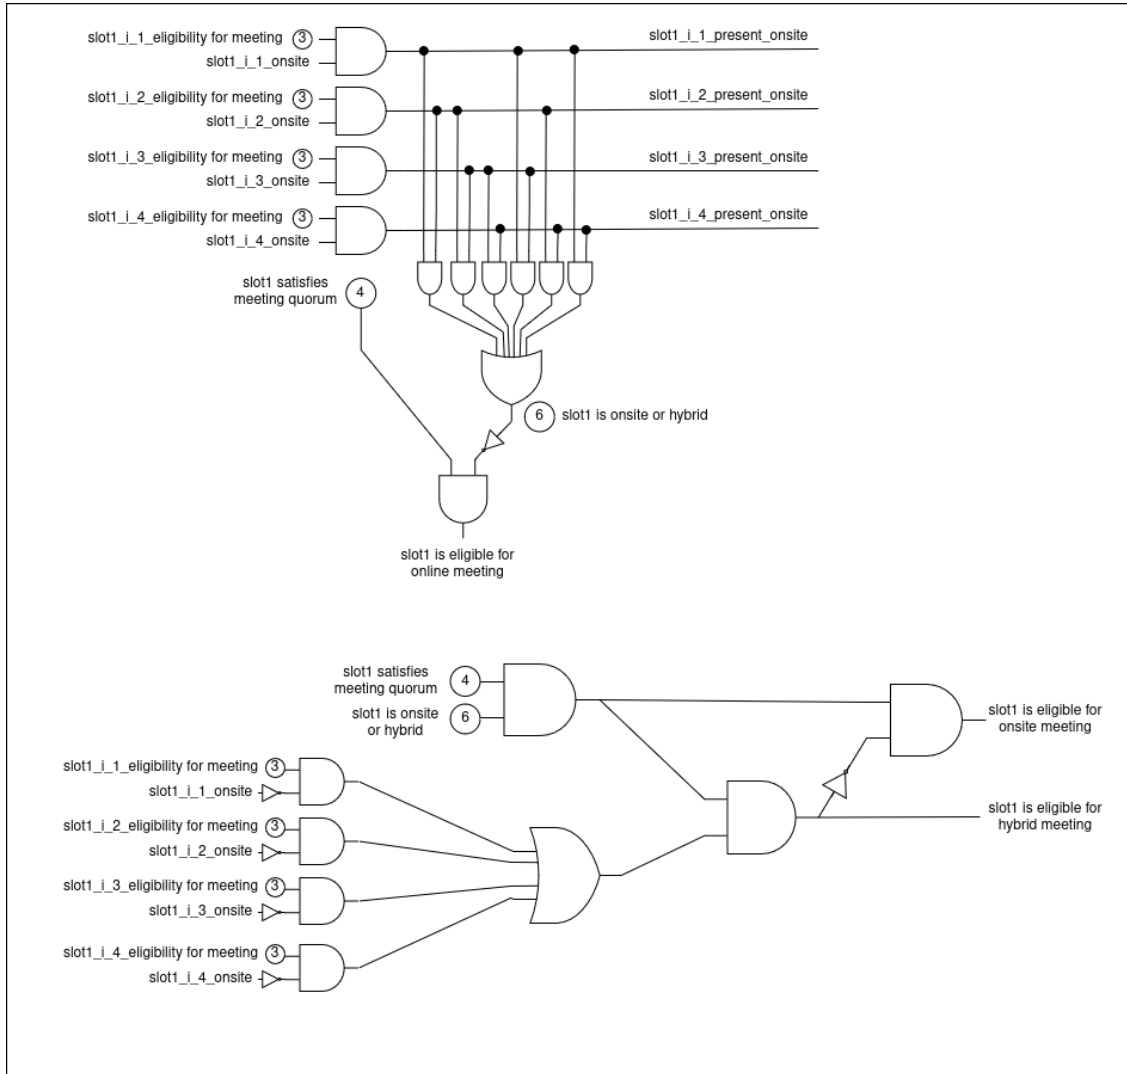 slot1_i_1_eligibility for meeting 3
slot1_i_1_onsite
slot1_i_1_present_onsite
slot1_i_2_eligibility for meeting 3
slot1_i_2_onsite
slot1_i_2_present_onsite
slot1_i_3_eligibility for meeting 3
slot1_i_3_onsite
slot1_i_3_present_onsite
slot1_i_4_eligibility for meeting 3
slot1_i_4_onsite
slot1_i_4_present_onsite
slot1 satisfies
meeting quorum
4
6
slot1 is onsite or hybrid
slot1 is eligible for
online meeting
slot1 satisfies
meeting quorum
4
slot1 is onsite
or hybrid
6
slot1 is eligible for
onsite meeting
slot1_i_1_eligibility for meeting 3
slot1_i_1_onsite
slot1 is eligible for
hybrid meeting
slot1_i_2_eligibility for meeting 3
slot1_i_2_onsite
slot1_i_3_eligibility for meeting 3
slot1_i_3_onsite
slot1_i_4_eligibility for meeting 3
slot1_i_4_onsite